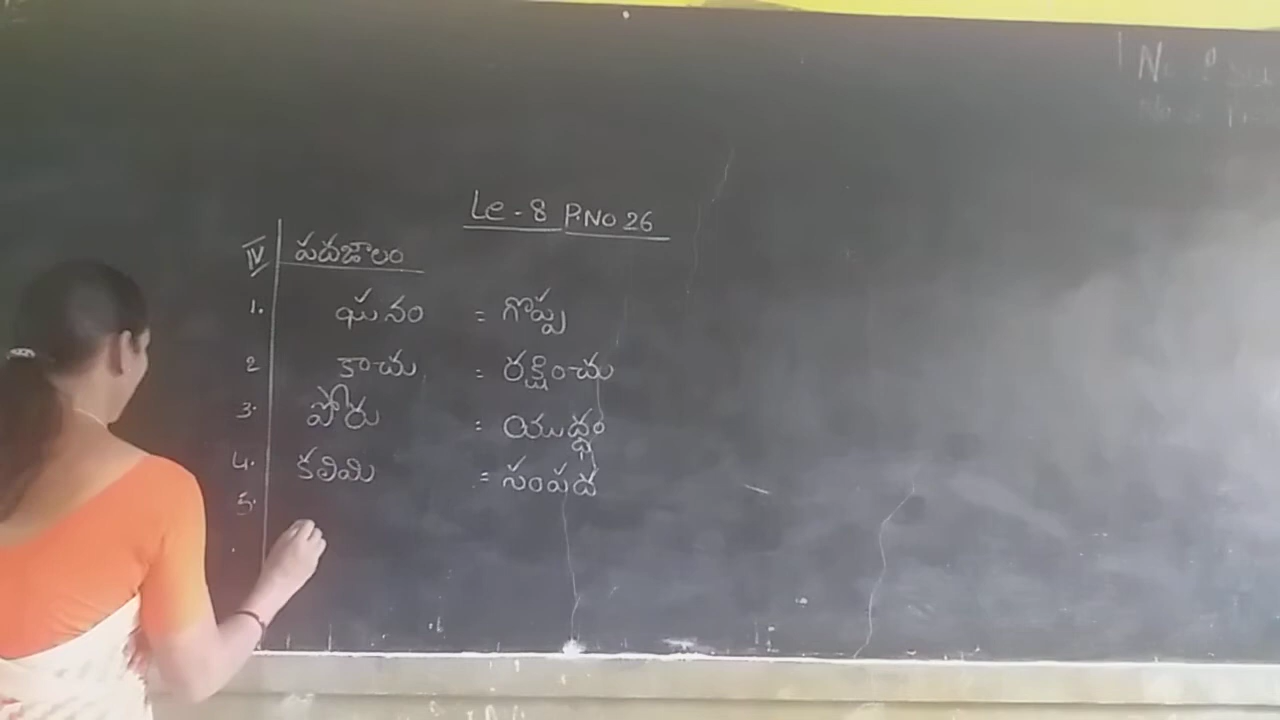 Le - 8 P.No 26
IV పదజాలం
1. ఘనం = గొప్ప
2 కాచు = రక్షించు
3. పోరు = యుద్ధం
4. కలిమి = సంపద
5.